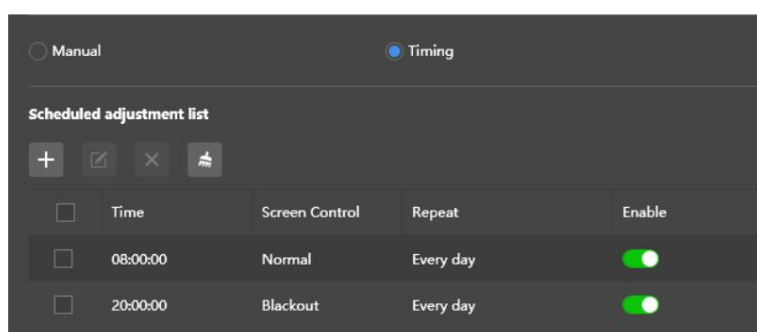 Manual Timing
Scheduled adjustment list
Time Screen Control Repeat Enable
08:00:00 Normal Every day
20:00:00 Blackout Every day